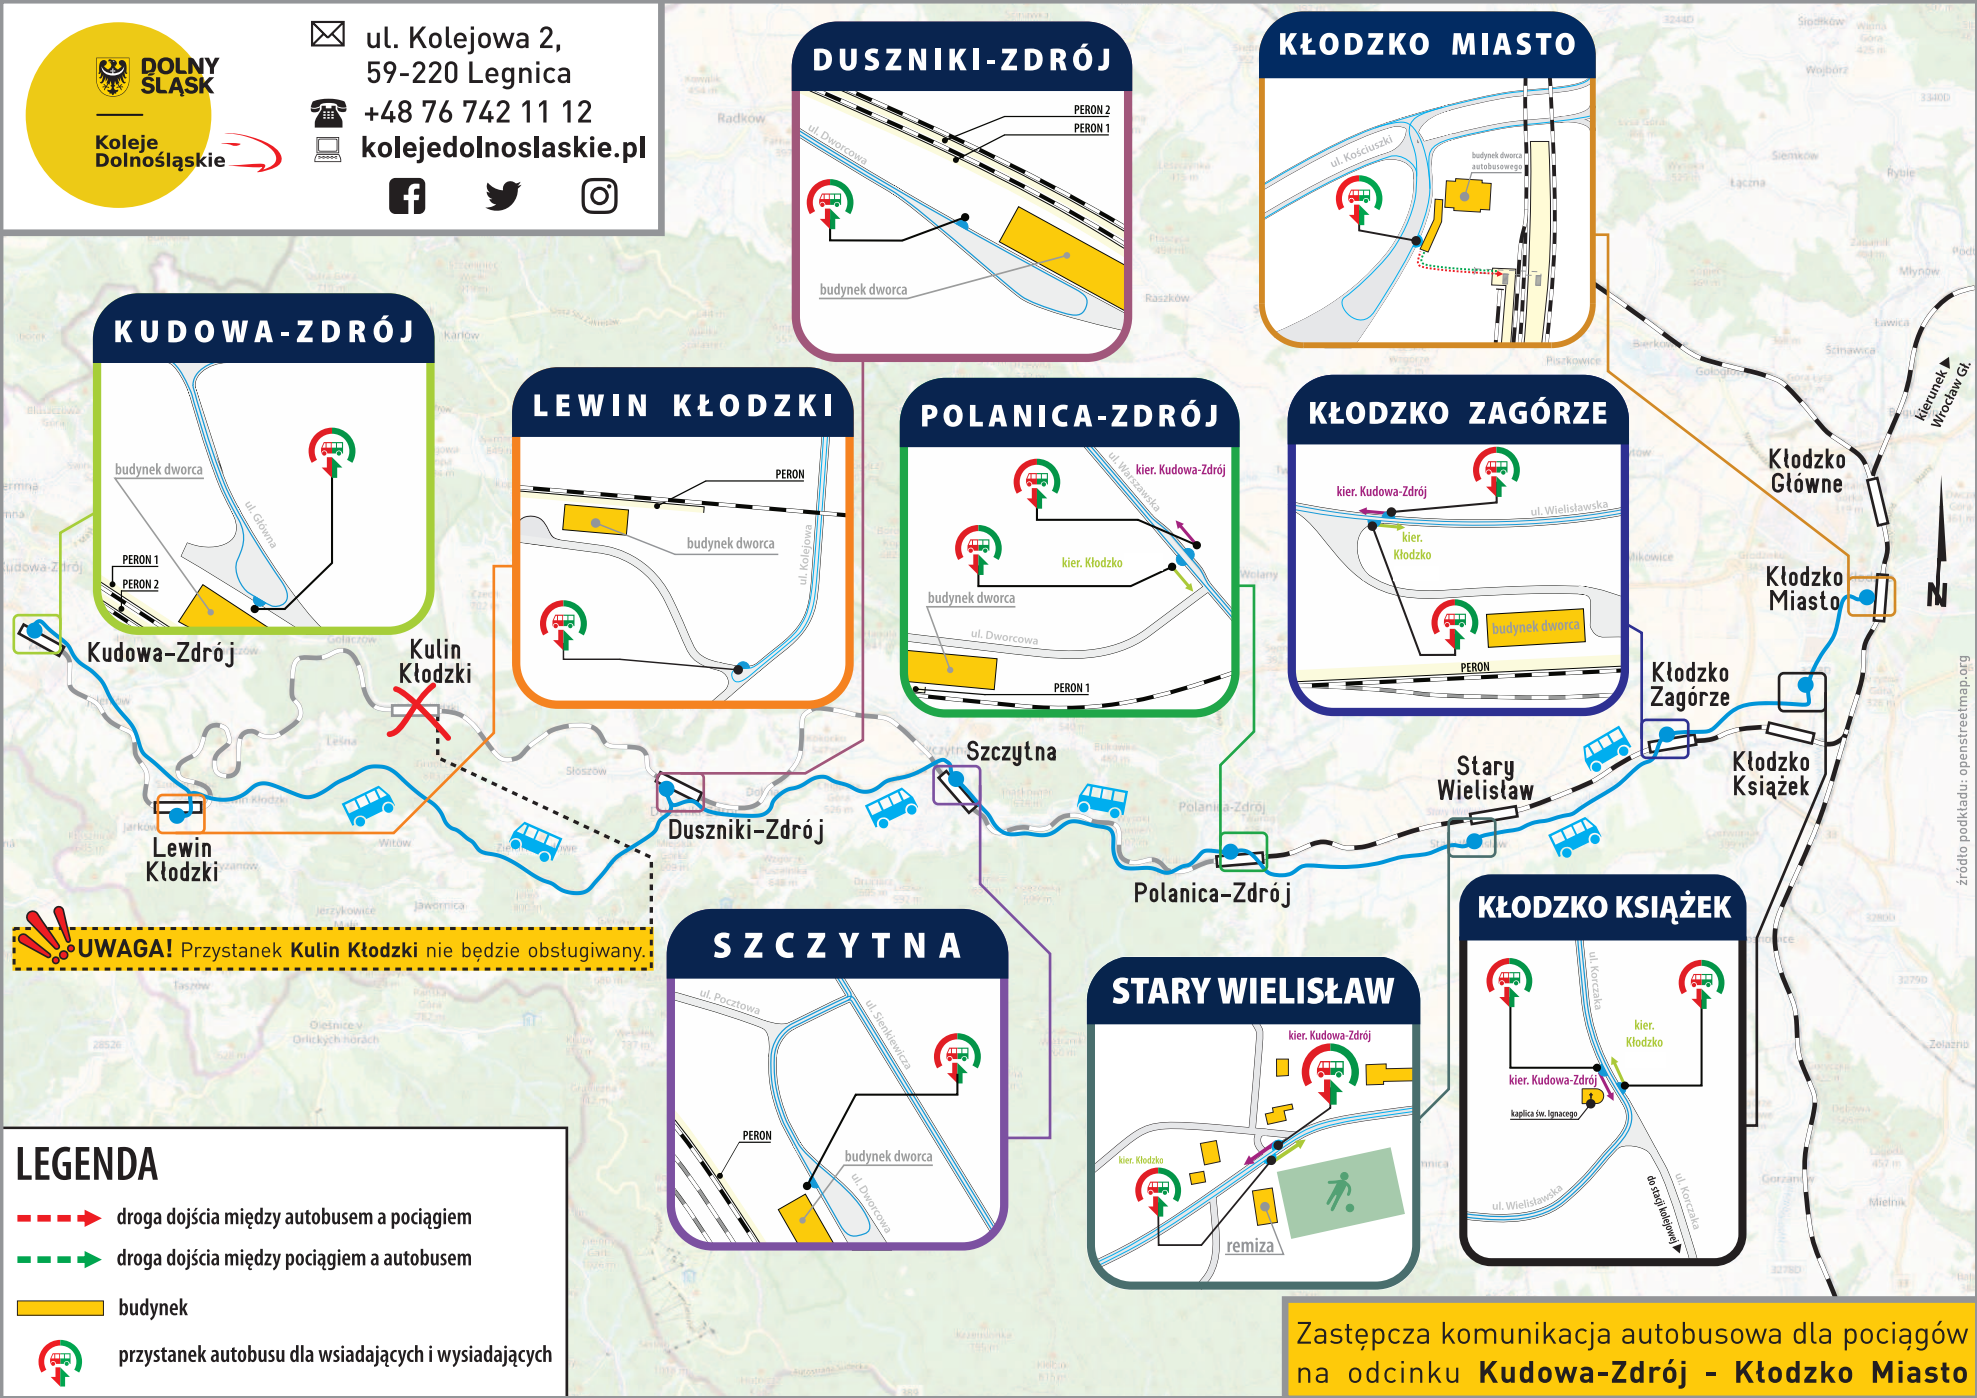 DOLNY
ŚLĄSK
Koleje
Dolnośląskie
ul. Kolejowa 2,
59-220 Legnica
+48 76 742 11 12
kolejedolnoslaskie.pl
DUSZNIKI-ZDRÓJ
PERON 2
PERON 1
ul. Dworcowa
budynek dworca
KŁODZKO MIASTO
ul. Kościuszki
budynek dworca
autobusowego
KUDOWA-ZDRÓJ
budynek dworca
ul. Główna
PERON 1
PERON 2
LEWIN KŁODZKI
PERON
budynek dworca
ul. Kolejowa
POLANICA-ZDRÓJ
ul. Warszawska
kier. Kudowa-Zdrój
kier. Kłodzko
budynek dworca
ul. Dworcowa
PERON 1
KŁODZKO ZAGÓRZE
kier. Kudowa-Zdrój
ul. Wielisławska
kier.
Kłodzko
budynek dworca
PERON
kierunek
Wrocław Gł.
Kłodzko
Główne
Kłodzko
Miasto
N
Kudowa-Zdrój
Kulin
Kłodzki
Lewin
Kłodzki
Duszniki-Zdrój
Szczytna
Polanica-Zdrój
Stary
Wielisław
Kłodzko
Zagórze
Kłodzko
Książek
źródło podkładu: openstreetmap.org
UWAGA! Przystanek Kulin Kłodzki nie będzie obsługiwany.
SZCZYTNA
ul. Pocztowa
ul. Sienkiewicza
PERON
budynek dworca
ul. Dworcowa
STARY WIELISŁAW
kier. Kudowa-Zdrój
kier. Kłodzko
remiza
KŁODZKO KSIĄŻEK
ul. Korczaka
kier.
Kłodzko
kier. Kudowa-Zdrój
kaplica św. Ignacego
ul. Wielisławska
ul. Korczaka
do stacji kolejowej
LEGENDA
droga dojścia między autobusem a pociągiem
droga dojścia między pociągiem a autobusem
budynek
przystanek autobusu dla wsiadających i wysiadających
Zastępcza komunikacja autobusowa dla pociągów
na odcinku Kudowa-Zdrój - Kłodzko Miasto